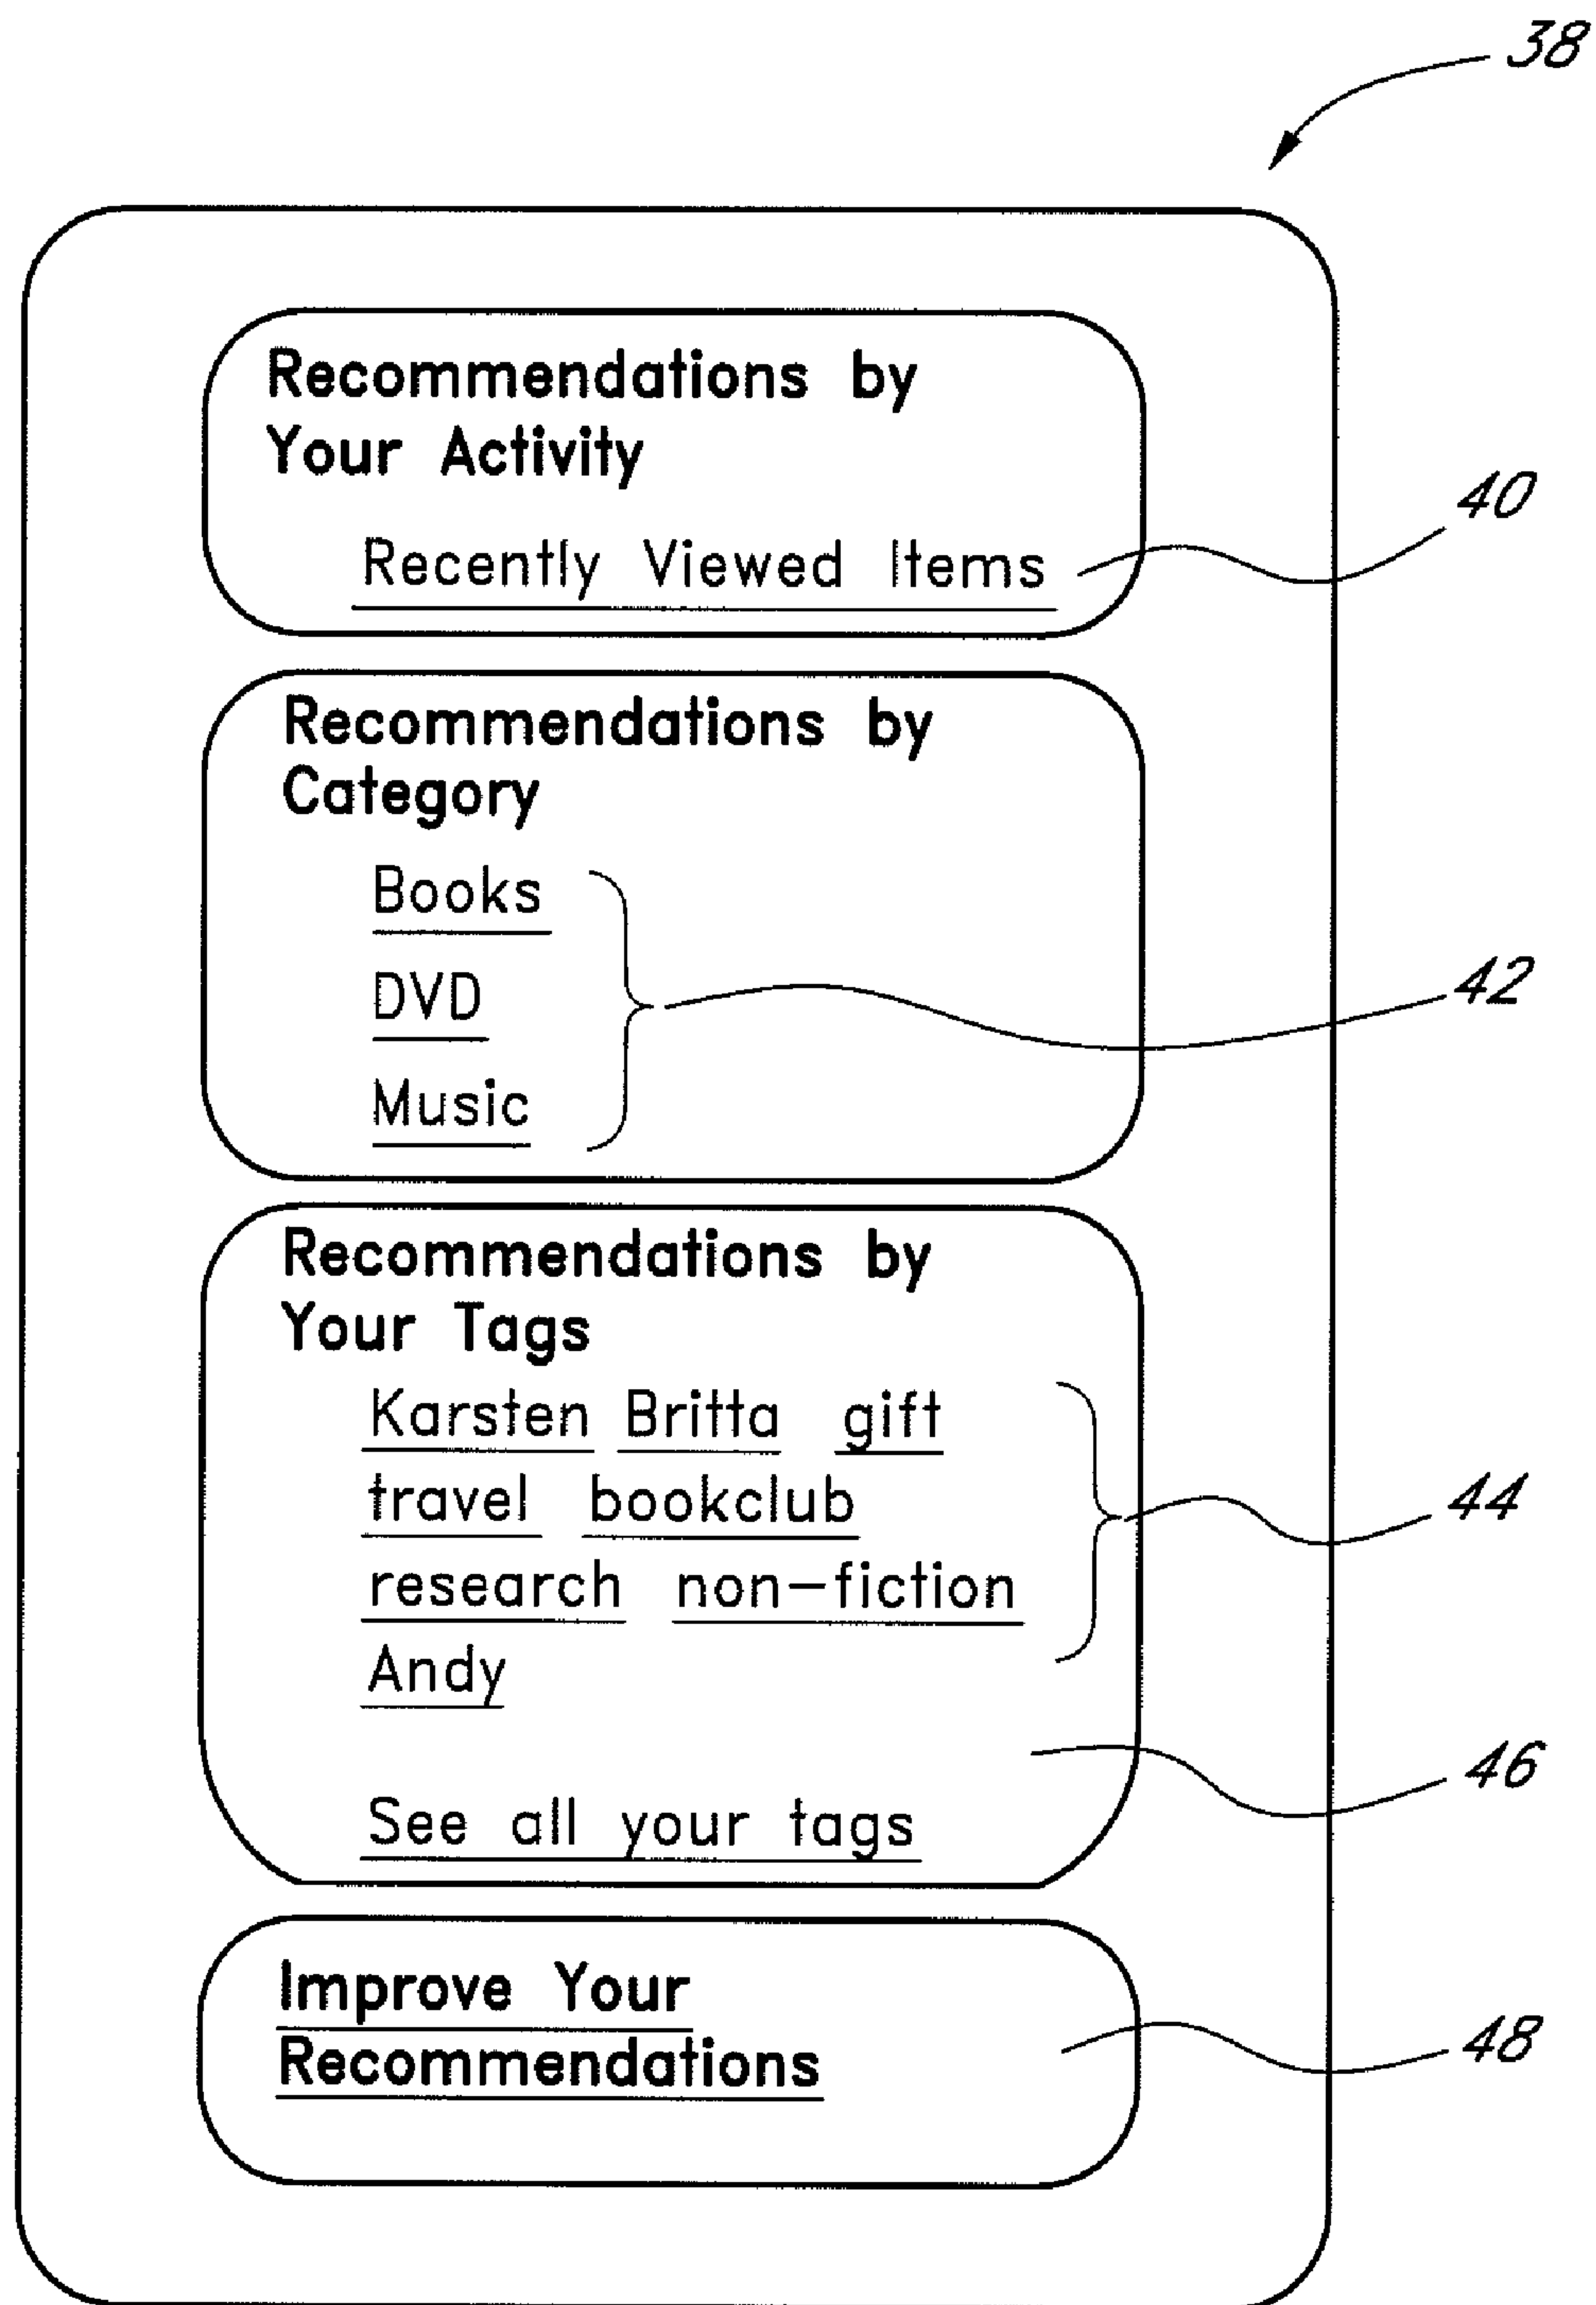 38
Recommendations by
Your Activity
Recently Viewed Items
40
Recommendations by
Category
Books
DVD
Music
42
Recommendations by
Your Tags
Karsten Britta gift
travel bookclub
research non-fiction
Andy
44
46
See all your tags
Improve Your
Recommendations
48